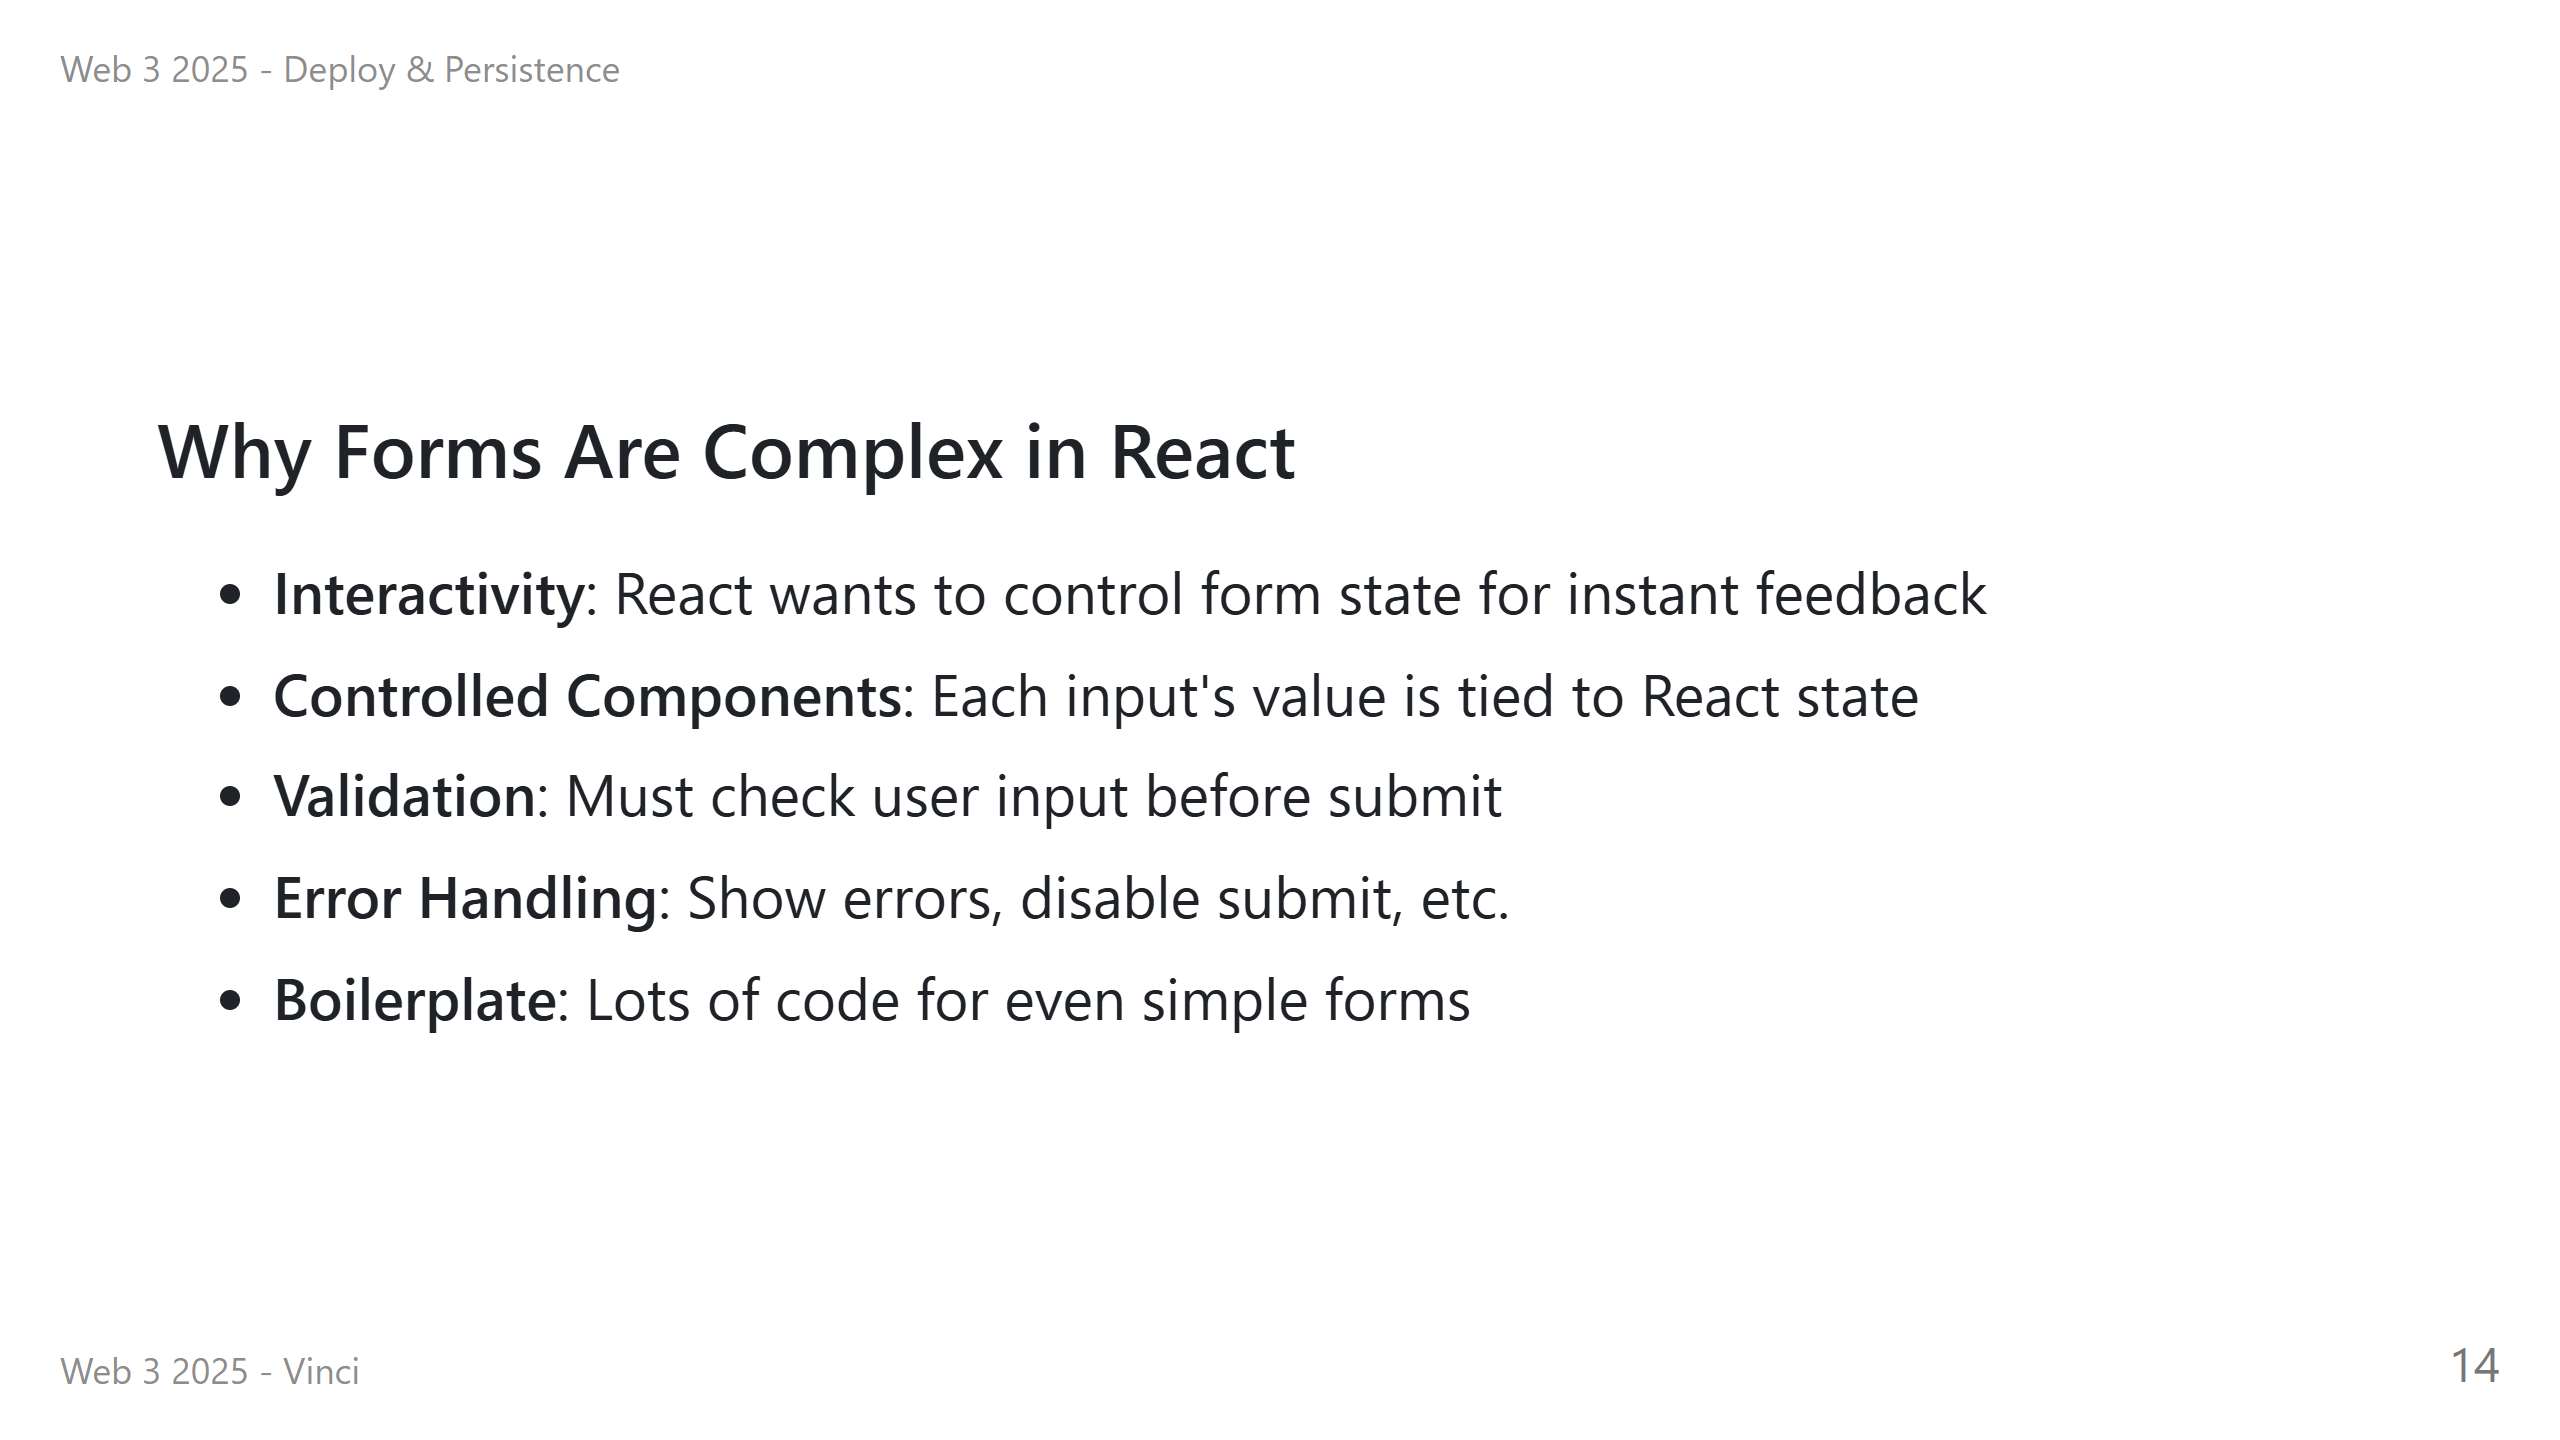 Web 3 2025 - Deploy & Persistence
Why Forms Are Complex in React
• Interactivity: React wants to control form state for instant feedback
• Controlled Components: Each input's value is tied to React state
• Validation: Must check user input before submit
• Error Handling: Show errors, disable submit, etc.
• Boilerplate: Lots of code for even simple forms
Web 3 2025 - Vinci
14